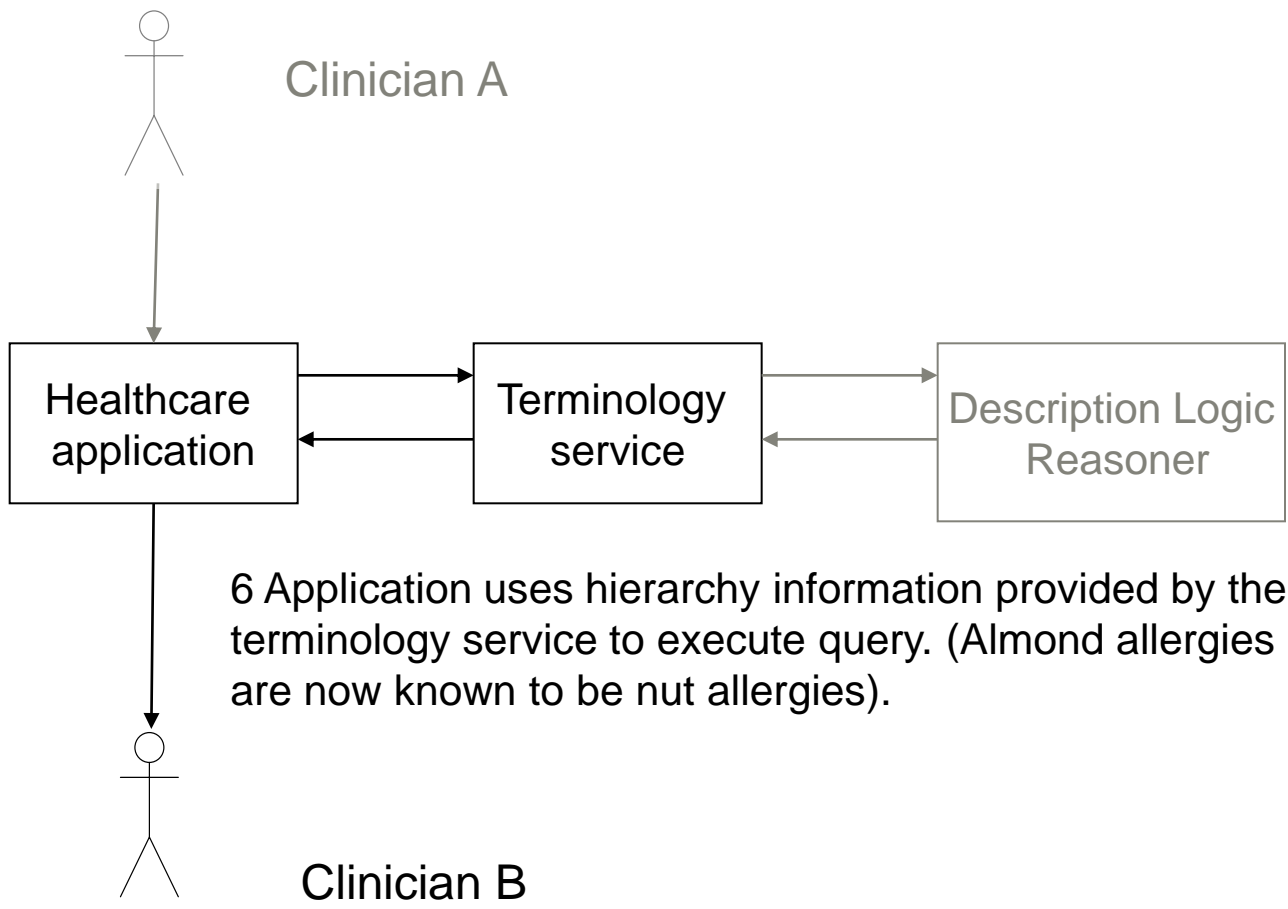 Clinician A
Healthcare
application
Terminology
service
Description Logic
Reasoner
6 Application uses hierarchy information provided by the
terminology service to execute query. (Almond allergies
are now known to be nut allergies).
Clinician B